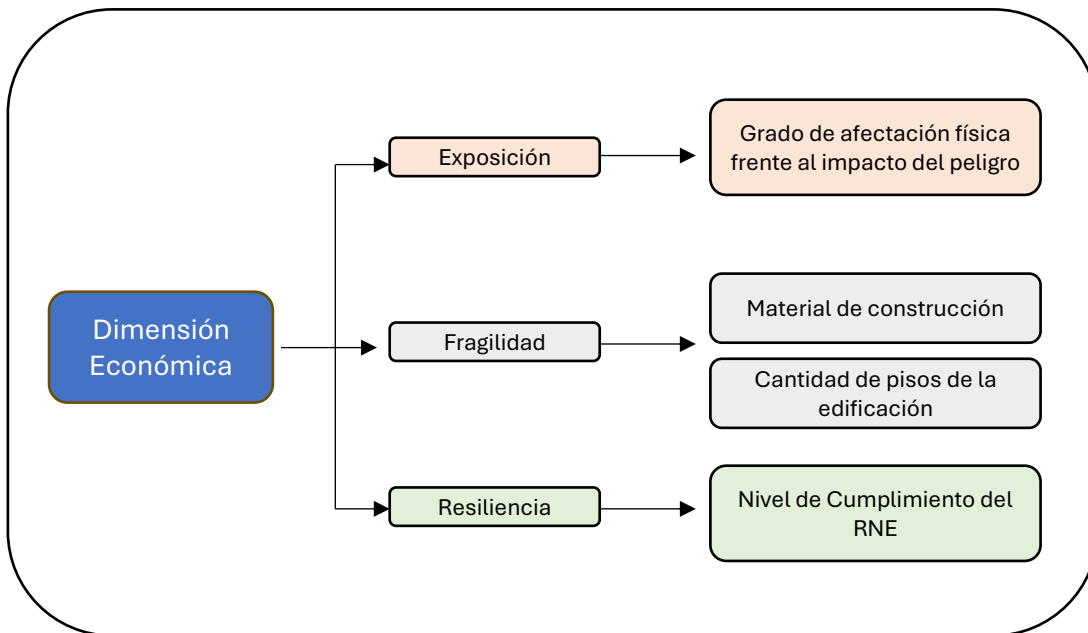 Dimensión
Económica
Exposición
Grado de afectación física
frente al impacto del peligro
Fragilidad
Material de construcción
Cantidad de pisos de la
edificación
Resiliencia
Nivel de Cumplimiento del
RNE